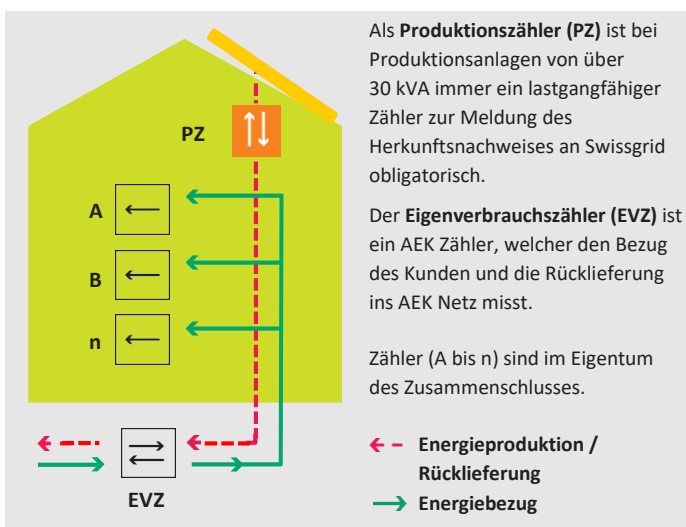 PZ
A
B
n
EVZ
Als Produktionszähler (PZ) ist bei
Produktionsanlagen von über
30 kVA immer ein lastgangfähiger
Zähler zur Meldung des
Herkunftsnachweises an Swissgrid
obligatorisch.
Der Eigenverbrauchszähler (EVZ) ist
ein AEK Zähler, welcher den Bezug
des Kunden und die Rücklieferung
ins AEK Netz misst.
Zähler (A bis n) sind im Eigentum
des Zusammenschlusses.
Energieproduktion /
Rücklieferung
Energiebezug